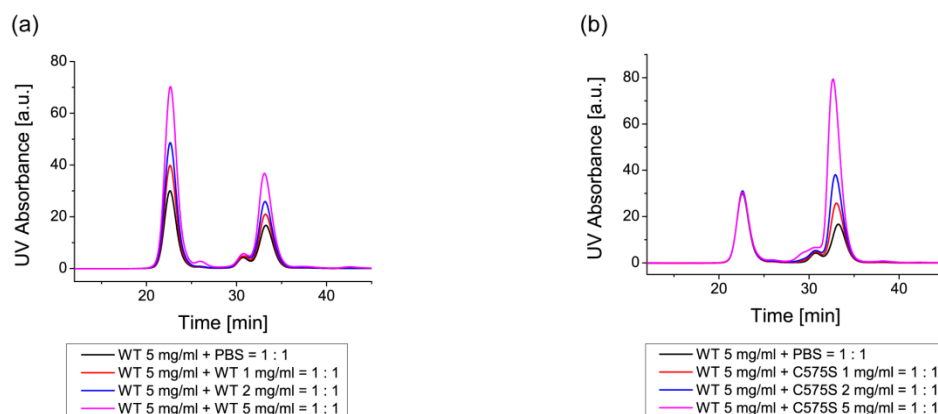 (a)
80
60
40
20
0
UV Absorbance [a.u.]
20 30 40
Time [min]
WT 5 mg/ml + PBS = 1 : 1
WT 5 mg/ml + WT 1 mg/ml = 1 : 1
WT 5 mg/ml + WT 2 mg/ml = 1 : 1
WT 5 mg/ml + WT 5 mg/ml = 1 : 1
(b)
80
60
40
20
0
UV Absorbance [a.u.]
20 30 40
Time [min]
WT 5 mg/ml + PBS = 1 : 1
WT 5 mg/ml + C575S 1 mg/ml = 1 : 1
WT 5 mg/ml + C575S 2 mg/ml = 1 : 1
WT 5 mg/ml + C575S 5 mg/ml = 1 : 1